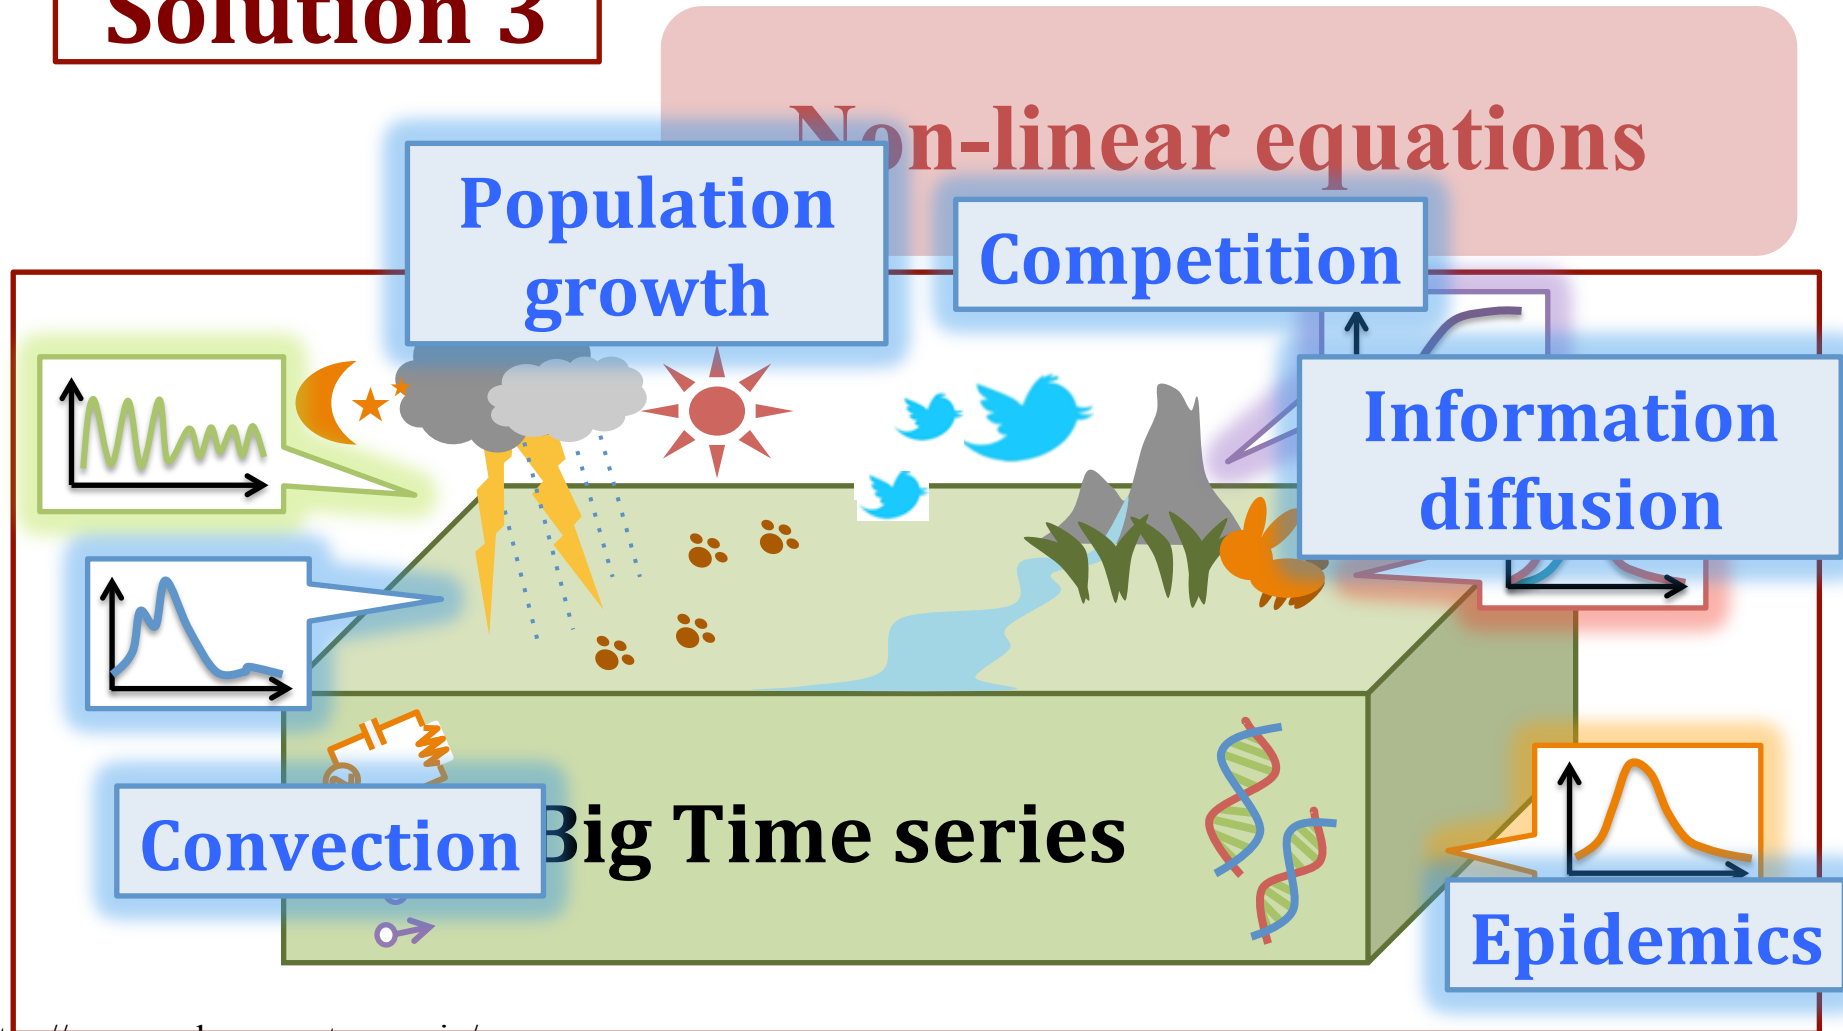 Solution 3
Non-linear equations
Population
growth
Competition
Information
diffusion
Convection
Big Time series
Epidemics